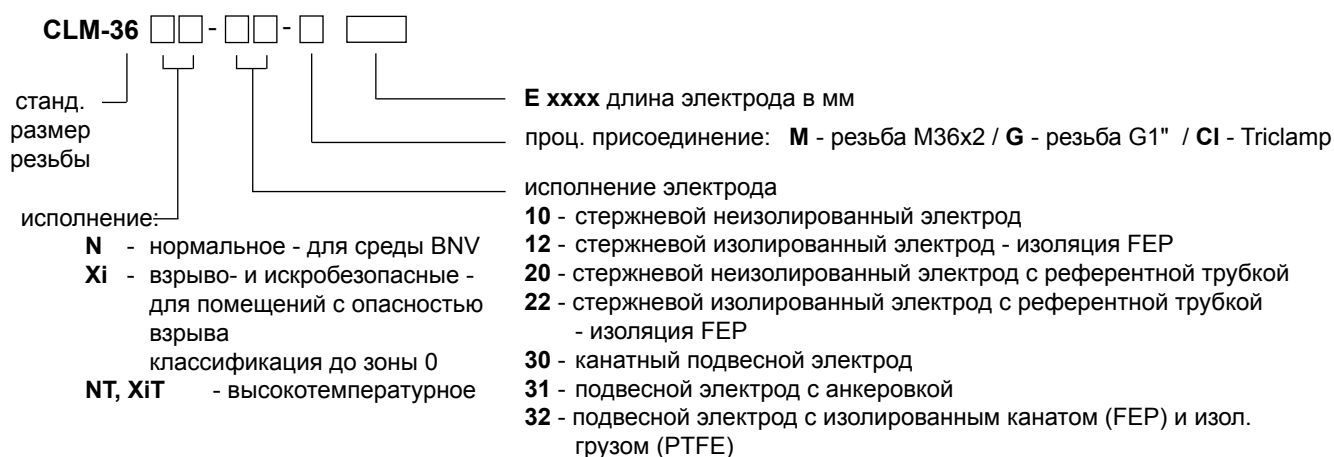 CLM-36 - -
станд.
размер
резьбы
исполнение:
N - нормальное - для среды BNV
Xi - взрыво- и искробезопасные -
для помещений с опасностью
взрыва
классификация до зоны 0
NT, XiT - высокотемпературное
E xxxx длина электрода в мм
проц. присоединение: M - резьба M36x2 / G - резьба G1" / Cl - Triclamp
исполнение электрода
10 - стержневой неизолированный электрод
12 - стержневой изолированный электрод - изоляция FEP
20 - стержневой неизолированный электрод с референтной трубкой
22 - стержневой изолированный электрод с референтной трубкой
- изоляция FEP
30 - канатный подвесной электрод
31 - подвесной электрод с анкеровкой
32 - подвесной электрод с изолированным канатом (FEP) и изол.
грузом (PTFE)